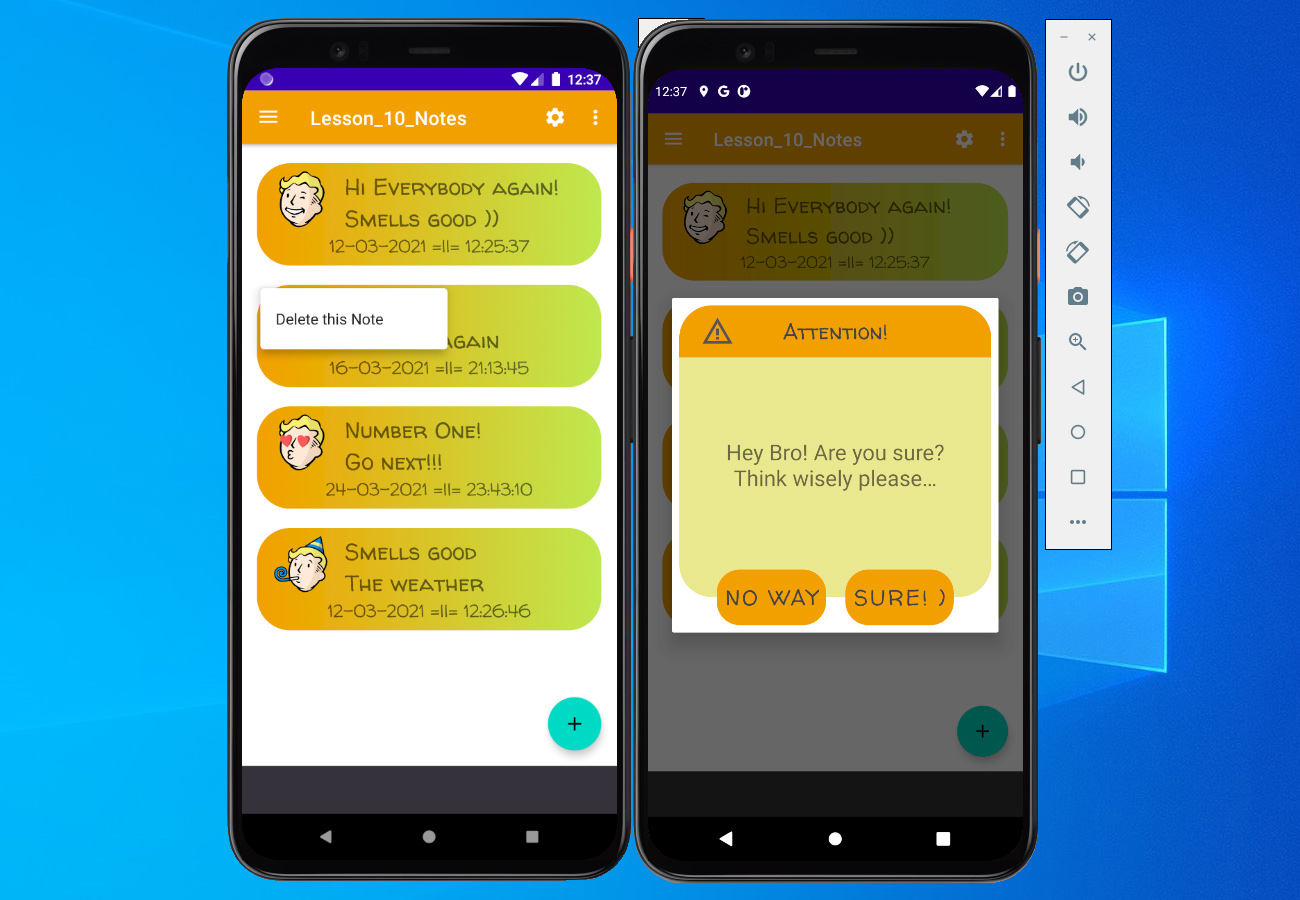 12:37
Lesson_10_Notes
Hi Everybody again!
Smells good ))
12-03-2021 =||= 12:25:37
Delete this Note
again
16-03-2021 =||= 21:13:45
Number One!
Go next!!!
24-03-2021 =||= 23:43:10
Smells good
The weather
12-03-2021 =||= 12:26:46
12:37
Lesson_10_Notes
Hi Everybody again!
Smells good ))
12-03-2021 =||= 12:25:37
Attention!
Hey Bro! Are you sure?
Think wisely please...
NO WAY
SURE! )